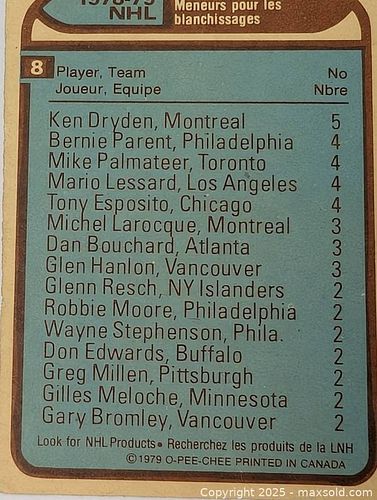 1978-79
NHL
Meneurs pour les
blanchissages
8
Player, Team No
Joueur, Equipe Nbre
Ken Dryden, Montreal 5
Bernie Parent, Philadelphia 4
Mike Palmateer, Toronto 4
Mario Lessard, Los Angeles 4
Tony Esposito, Chicago 4
Michel Larocque, Montreal 3
Dan Bouchard, Atlanta 3
Glen Hanlon, Vancouver 3
Glenn Resch, NY Islanders 2
Robbie Moore, Philadelphia 2
Wayne Stephenson, Phila. 2
Don Edwards, Buffalo 2
Greg Millen, Pittsburgh 2
Gilles Meloche, Minnesota 2
Gary Bromley, Vancouver 2
Look for NHL Products • Recherchez les produits de la LNH
© 1979 O-PEE-CHEE PRINTED IN CANADA
Copyright © 2025 - maxsold.com